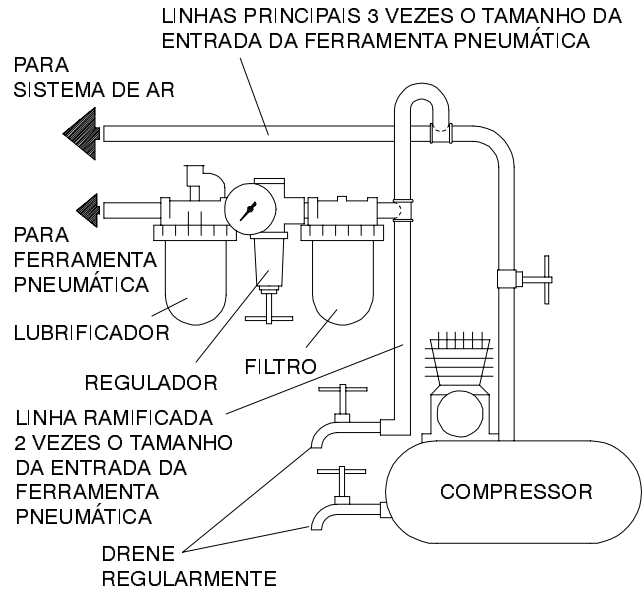 LINHAS PRINCIPAIS 3 VEZES O TAMANHO DA
ENTRADA DA FERRAMENTA PNEUMÁTICA
PARA
SISTEMA DE AR
PARA
FERRAMENTA
PNEUMÁTICA
LUBRIFICADOR
REGULADOR
FILTRO
LINHA RAMIFICADA
2 VEZES O TAMANHO
DA ENTRADA DA
FERRAMENTA
PNEUMÁTICA
COMPRESSOR
DRENE
REGULARMENTE